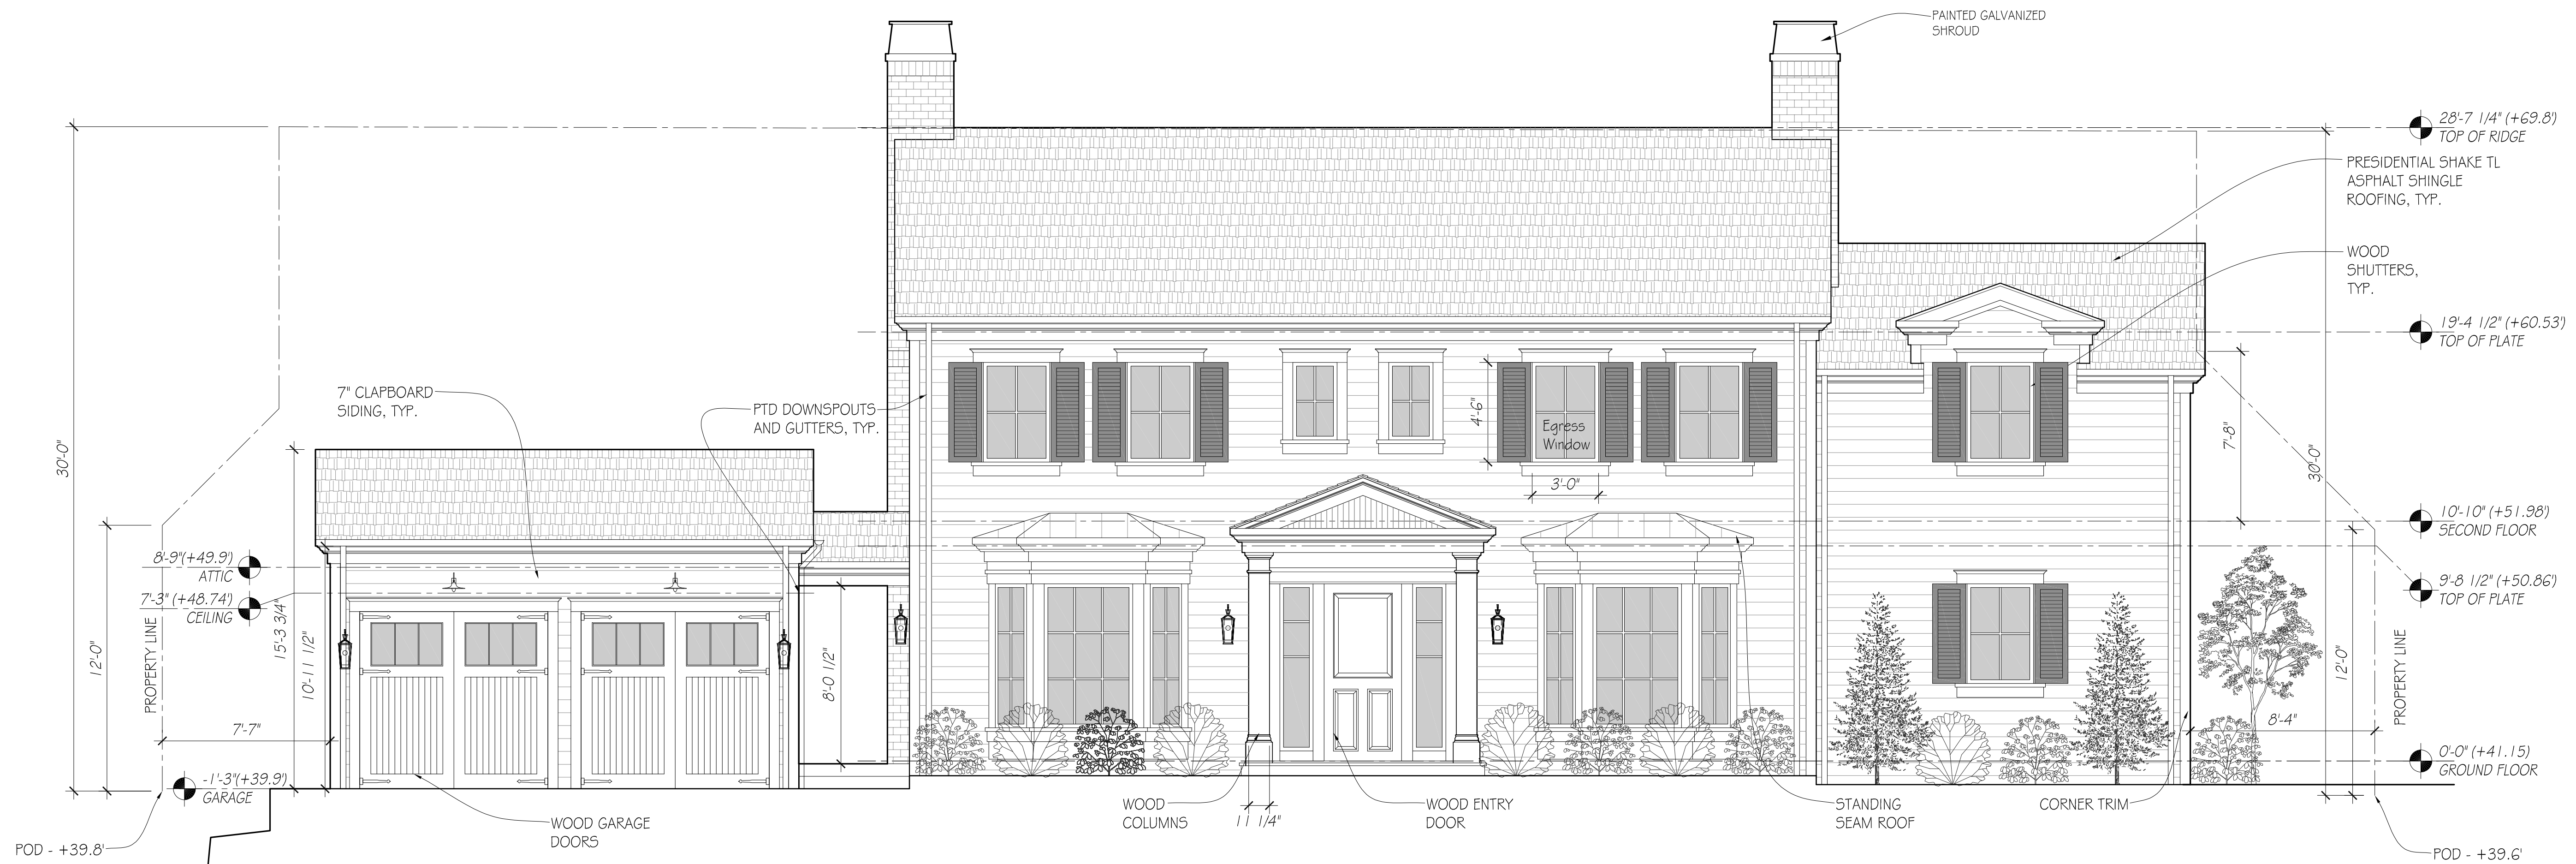 PAINTED GALVANIZED
SHROUD
28'-7 1/4" (+69.8')
TOP OF RIDGE
PRESIDENTIAL SHAKE TL
ASPHALT SHINGLE
ROOFING, TYP.
WOOD
SHUTTERS,
TYP.
19'-4 1/2" (+60.53')
TOP OF PLATE
7" CLAPBOARD
SIDING, TYP.
PTD DOWNSPOUTS
AND GUTTERS, TYP.
4'-6"
Egress
Window
3'-0"
7'-8"
30'-0"
30'-0"
10'-10" (+51.98')
SECOND FLOOR
8'-9"(+49.9')
ATTIC
7'-3" (+48.74')
CEILING
9'-8 1/2" (+50.86')
TOP OF PLATE
12'-0"
PROPERTY LINE
15'-3 3/4"
10'-11 1/2"
8'-0 1/2"
12'-0"
PROPERTY LINE
7'-7"
8'-4"
-1'-3"(+39.9')
GARAGE
0'-0" (+41.15)
GROUND FLOOR
WOOD
COLUMNS
11 1/4"
WOOD ENTRY
DOOR
STANDING
SEAM ROOF
CORNER TRIM
WOOD GARAGE
DOORS
POD - +39.8'
POD - +39.6'